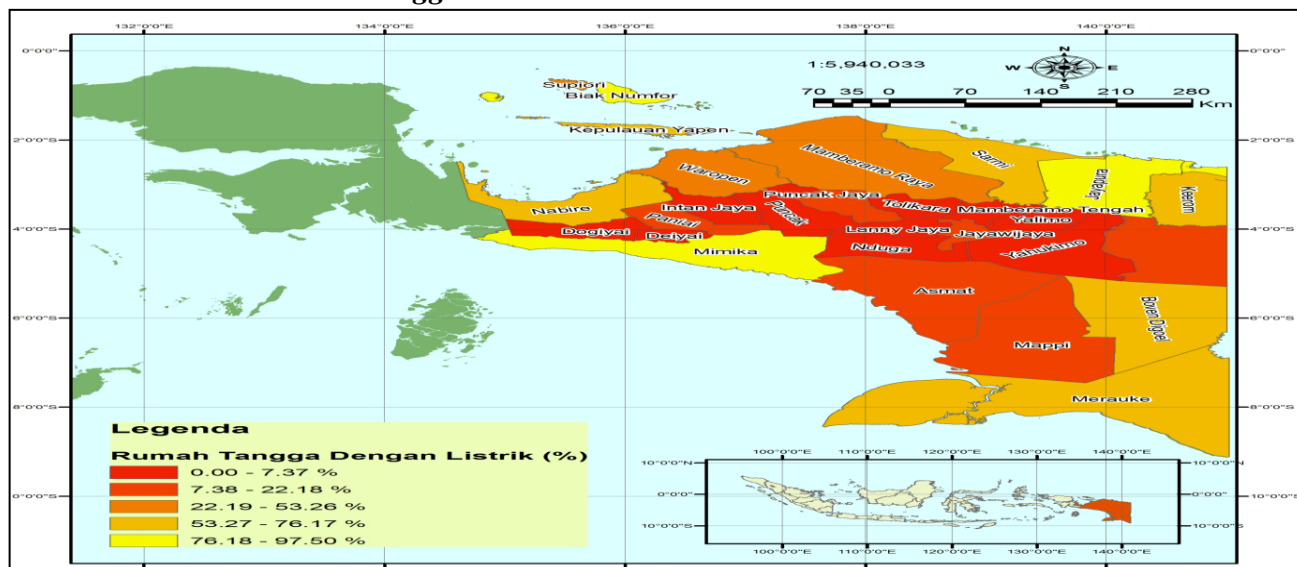 132°0'0"E 134°0'0"E 136°0'0"E 138°0'0"E 140°0'0"E
0°0'0" 0°0'0"
N
W E
S
1:5,940,033
70 35 0 70 140 210 280
Km
Supiori
Biak Numfor
Kepulauan Yapen
2°0'0"S 2°0'0"S
Waropen
Mamberamo Raya
Sarmi
Jayapura
Keerom
Nabire
Intan Jaya
Puncak Jaya
Puncak
Tolikara
Mamberamo Tengah
Paniai
Yalimo
4°0'0"S 4°0'0"S
Dogiyai
Deiyai
Lanny Jaya
Jayawijaya
Mimika
Nduga
Yahukimo
Asmat
Boven Digoel
6°0'0"S 6°0'0"S
Mappi
Merauke
8°0'0"S 8°0'0"S
Legenda
Rumah Tangga Dengan Listrik (%)
0.00 - 7.37 %
7.38 - 22.18 %
22.19 - 53.26 %
53.27 - 76.17 %
76.18 - 97.50 %
0°0'0"S 0°0'0"S
100°0'0"E 110°0'0"E 120°0'0"E 130°0'0"E 140°0'0"E
10°0'0"N 10°0'0"N
0°0'0" 0°0'0"
10°0'0"S 10°0'0"S
100°0'0"E 110°0'0"E 120°0'0"E 130°0'0"E 140°0'0"E